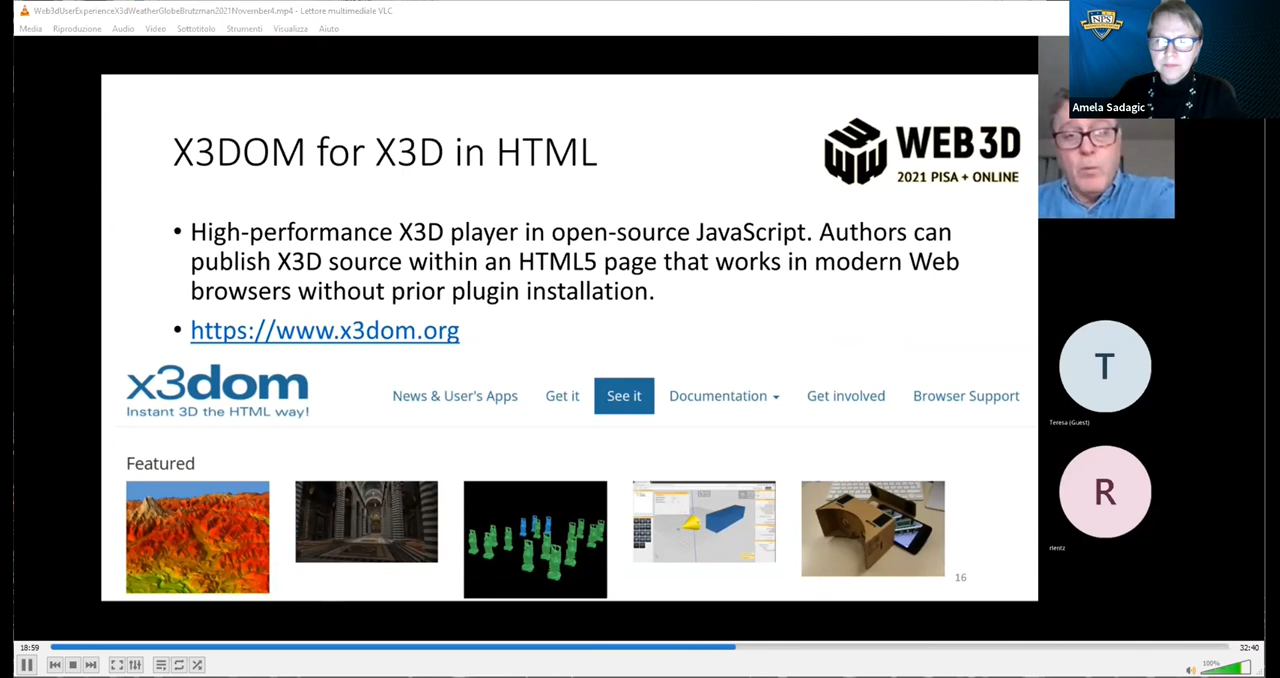 Web3dUserExperienceX3dWeatherGlobeBrutzman2021November4.mp4 - Lettore multimediale VLC
Media Riproduzione Audio Video Sottotitolo Strumenti Visualizza Aiuto
NPS
Amela Sadagic
X3DOM for X3D in HTML
WEB 3D
2021 PISA + ONLINE
• High-performance X3D player in open-source JavaScript. Authors can
publish X3D source within an HTML5 page that works in modern Web
browsers without prior plugin installation.
• https://www.x3dom.org
x3dom
Instant 3D the HTML way!
News & User's Apps Get it See it Documentation Get involved Browser Support
Featured
16
T
Teresa (Guest)
R
rlentz
18:59
32:40
100%